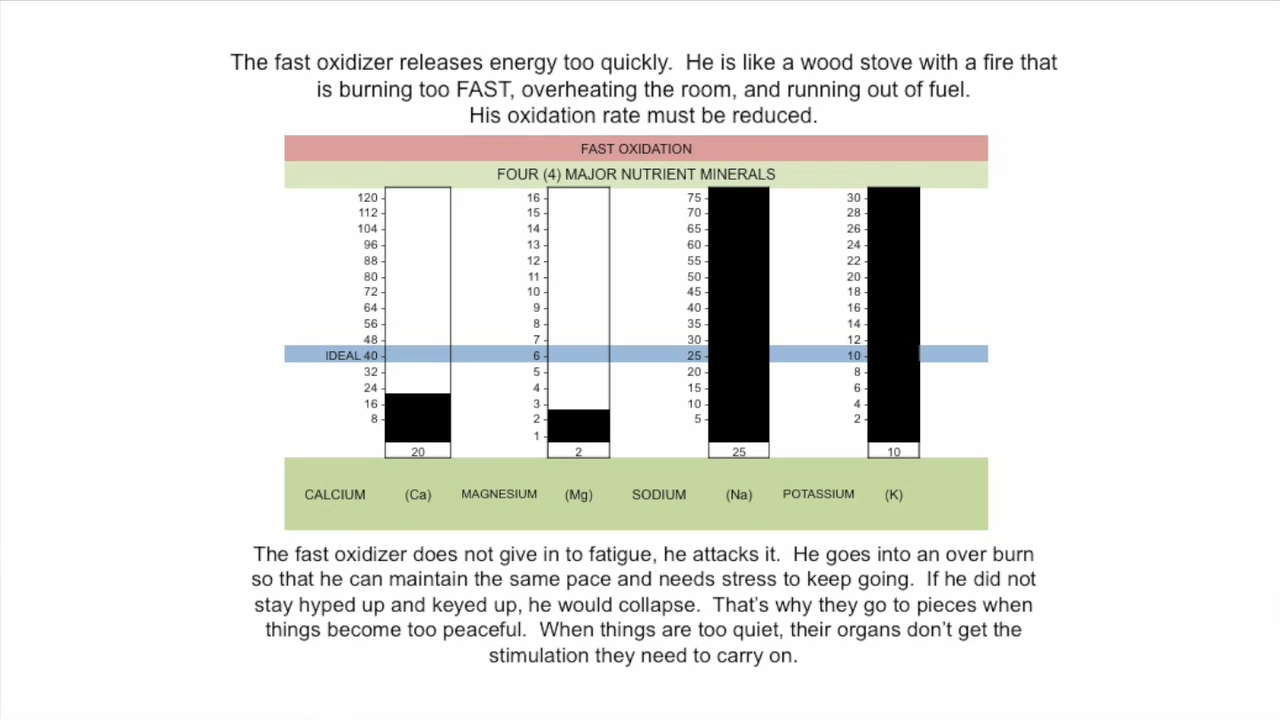 The fast oxidizer releases energy too quickly.  He is like a wood stove with a fire that
is burning too FAST, overheating the room, and running out of fuel.
His oxidation rate must be reduced.
FAST OXIDATION
FOUR (4) MAJOR NUTRIENT MINERALS
120 16 75 30
112 15 70 28
104 14 65 26
96 13 60 24
88 12 55 22
80 11 50 20
72 10 45 18
64 9 40 16
56 8 35 14
48 7 30 12
IDEAL 40 6 25 10
32 5 20 8
24 4 15 6
16 3 10 4
8 2 5 2
1
20 2 25 10
CALCIUM (Ca) MAGNESIUM (Mg) SODIUM (Na) POTASSIUM (K)
The fast oxidizer does not give in to fatigue, he attacks it.  He goes into an over burn
so that he can maintain the same pace and needs stress to keep going.  If he did not
stay hyped up and keyed up, he would collapse.  That's why they go to pieces when
things become too peaceful.  When things are too quiet, their organs don't get the
stimulation they need to carry on.